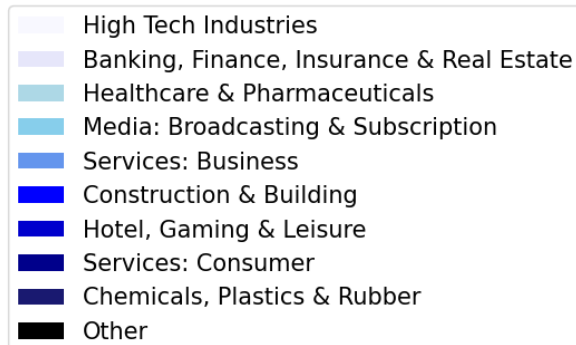 High Tech Industries
Banking, Finance, Insurance & Real Estate
Healthcare & Pharmaceuticals
Media: Broadcasting & Subscription
Services: Business
Construction & Building
Hotel, Gaming & Leisure
Services: Consumer
Chemicals, Plastics & Rubber
Other